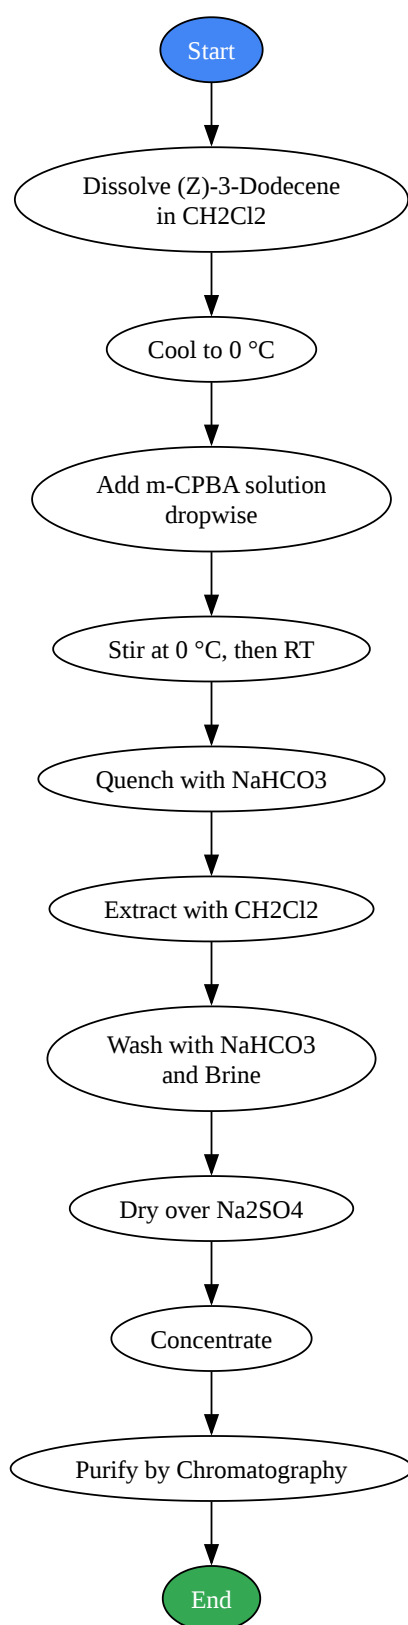 Start
Dissolve (Z)-3-Dodecene
in CH2Cl2
Cool to 0 °C
Add m-CPBA solution
dropwise
Stir at 0 °C, then RT
Quench with NaHCO3
Extract with CH2Cl2
Wash with NaHCO3
and Brine
Dry over Na2SO4
Concentrate
Purify by Chromatography
End